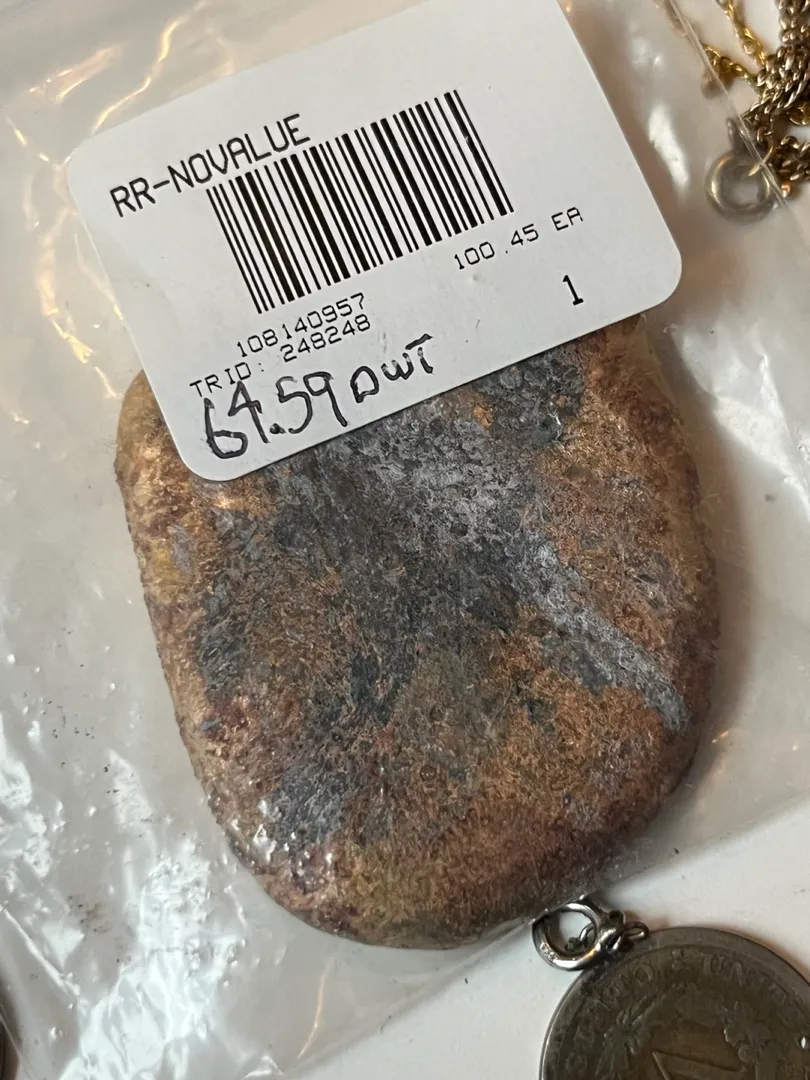 RR-NOVALUE
100.45 EA
108140957
1
TRID: 248248
64.59 DWT